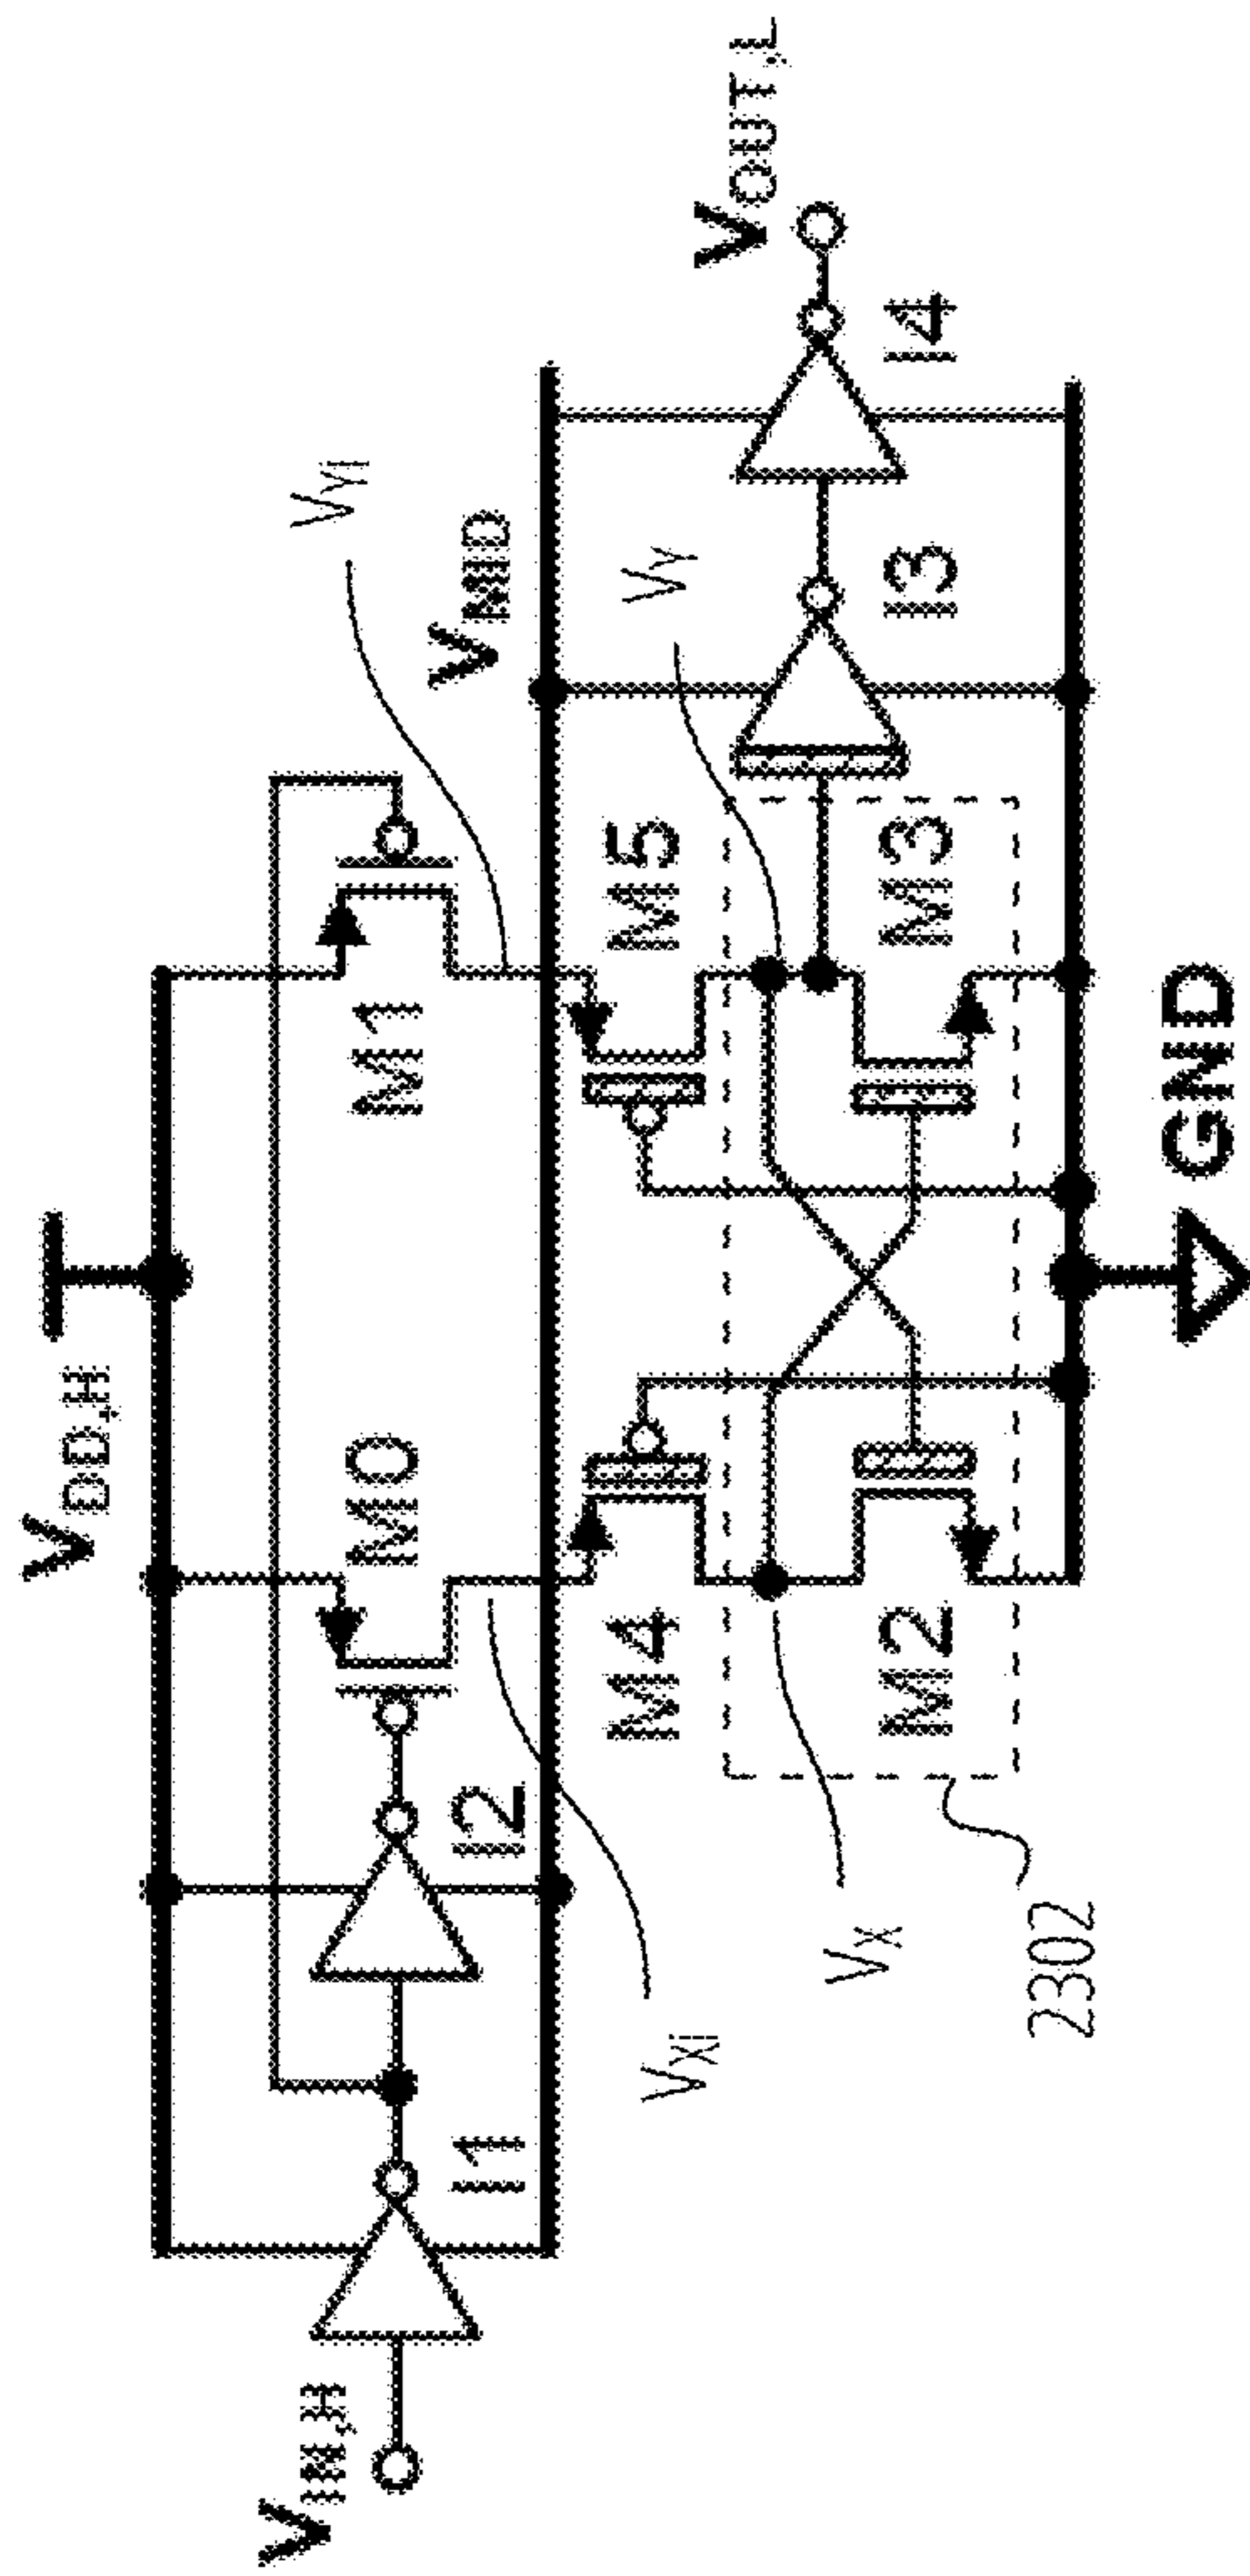 VDD,H
VIN,H
I1
I2
M0
M1
VYI
VMID
VXi
M4
M5
VY
VOUT,L
VX
M2
M3
I3
I4
2302
GND